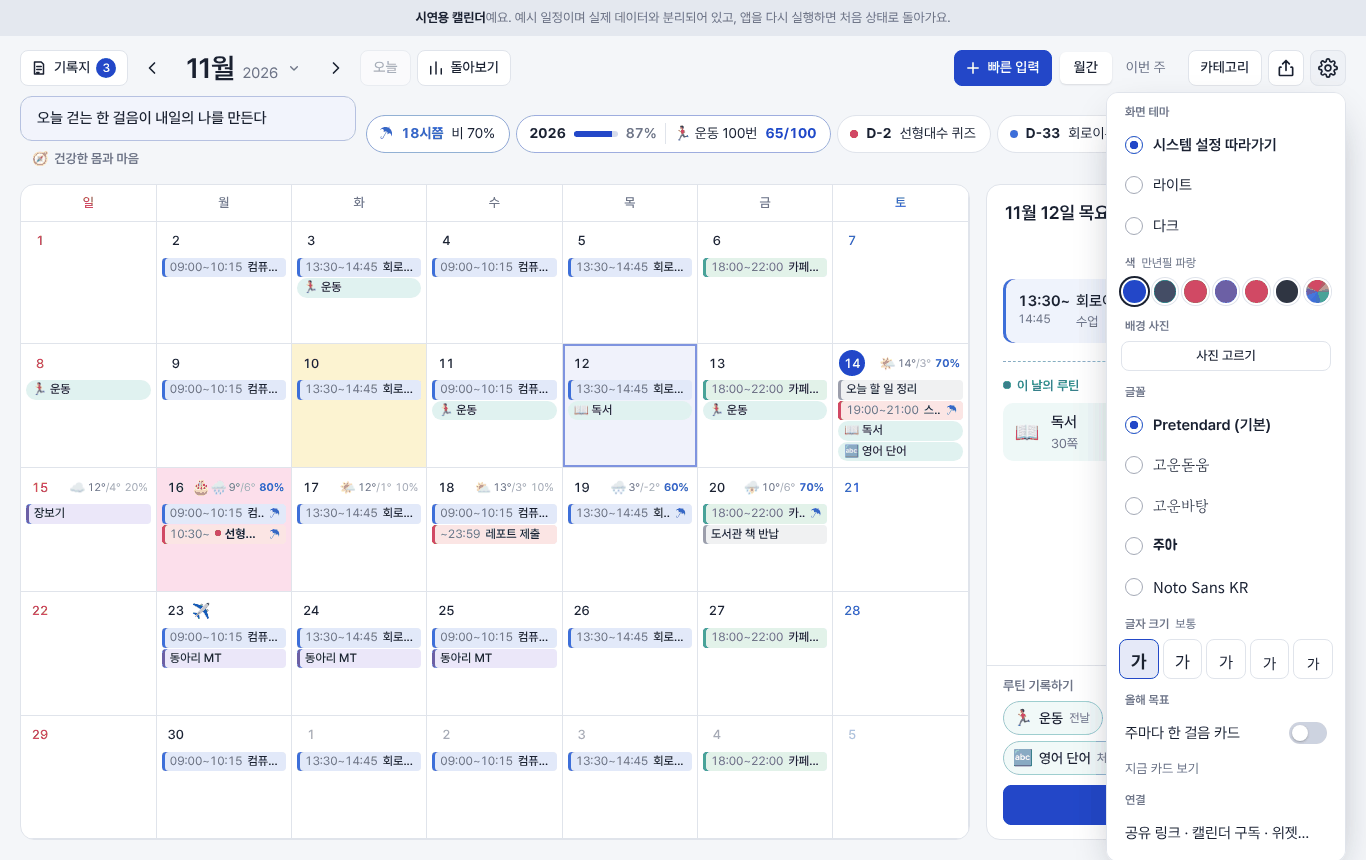 시연용 캘린더예요. 예시 일정이며 실제 데이터와 분리되어 있고, 앱을 다시 실행하면 처음 상태로 돌아가요.
기록지 3 11월 2026 오늘 돌아보기 빠른 입력 월간 이번 주 카테고리
오늘 걷는 한 걸음이 내일의 나를 만든다
건강한 몸과 마음
18시쯤 비 70% 2026 87% 운동 100번 65/100 D-2 선형대수 퀴즈 D-33 회로이
일 월 화 수 목 금 토
1 2 3 4 5 6 7
09:00~10:15 컴퓨... 13:30~14:45 회로... 09:00~10:15 컴퓨... 13:30~14:45 회로... 18:00~22:00 카페...
운동
8 9 10 11 12 13 14 14°/3° 70%
운동 09:00~10:15 컴퓨... 13:30~14:45 회로... 09:00~10:15 컴퓨... 13:30~14:45 회로... 18:00~22:00 카페... 오늘 할 일 정리
운동 독서 운동 19:00~21:00 스..
독서
abc 영어 단어
15 12°/4° 20% 16 9°/6° 80% 17 12°/1° 10% 18 13°/3° 10% 19 3°/-2° 60% 20 10°/6° 70% 21
장보기 09:00~10:15 컴.. 13:30~14:45 회로... 09:00~10:15 컴퓨... 13:30~14:45 회.. 18:00~22:00 카..
10:30~ 선형... ~23:59 레포트 제출 도서관 책 반납
22 23 24 25 26 27 28
09:00~10:15 컴퓨... 13:30~14:45 회로... 09:00~10:15 컴퓨... 13:30~14:45 회로... 18:00~22:00 카페...
동아리 MT 동아리 MT 동아리 MT
29 30 1 2 3 4 5
09:00~10:15 컴퓨... 13:30~14:45 회로... 09:00~10:15 컴퓨... 13:30~14:45 회로... 18:00~22:00 카페...
11월 12일 목요
13:30~ 회로이
14:45 수업
이 날의 루틴
독서
30쪽
루틴 기록하기
운동 전날
abc 영어 단어
화면 테마
시스템 설정 따라가기
라이트
다크
색 만년필 파랑
배경 사진
사진 고르기
글꼴
Pretendard (기본)
고운돋움
고운바탕
주아
Noto Sans KR
글자 크기 보통
가 가 가 가 가
올해 목표
주마다 한 걸음 카드
지금 카드 보기
연결
공유 링크 · 캘린더 구독 · 위젯...